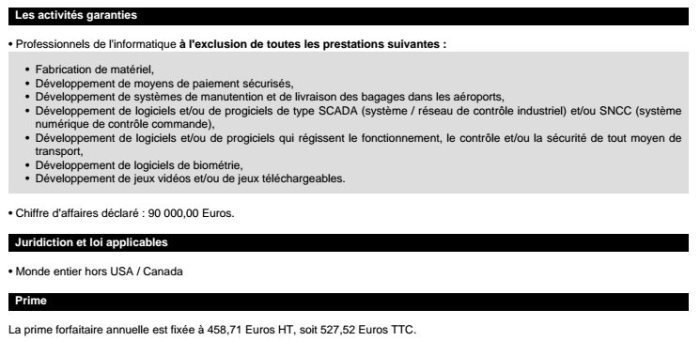 Les activités garanties
• Professionnels de l'informatique à l'exclusion de toutes les prestations suivantes :
• Fabrication de matériel,
• Développement de moyens de paiement sécurisés,
• Développement de systèmes de manutention et de livraison des bagages dans les aéroports,
• Développement de logiciels et/ou de progiciels de type SCADA (système / réseau de contrôle industriel) et/ou SNCC (système
numérique de contrôle commande),
• Développement de logiciels et/ou de progiciels qui régissent le fonctionnement, le contrôle et/ou la sécurité de tout moyen de
transport,
• Développement de logiciels de biométrie,
• Développement de jeux vidéos et/ou de jeux téléchargeables.
• Chiffre d'affaires déclaré : 90 000,00 Euros.
Juridiction et loi applicables
• Monde entier hors USA / Canada
Prime
La prime forfaitaire annuelle est fixée à 458,71 Euros HT, soit 527,52 Euros TTC.